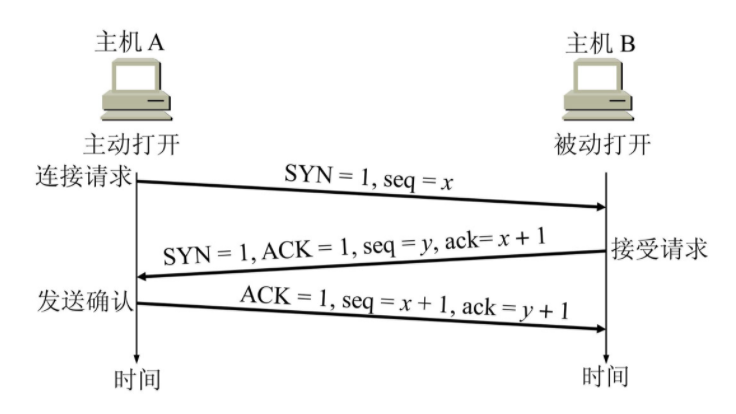 主机 A
主机 B
主动打开
被动打开
连接请求
SYN = 1, seq = x
SYN = 1, ACK = 1, seq = y, ack= x + 1
接受请求
发送确认
ACK = 1, seq = x + 1, ack = y + 1
时间
时间